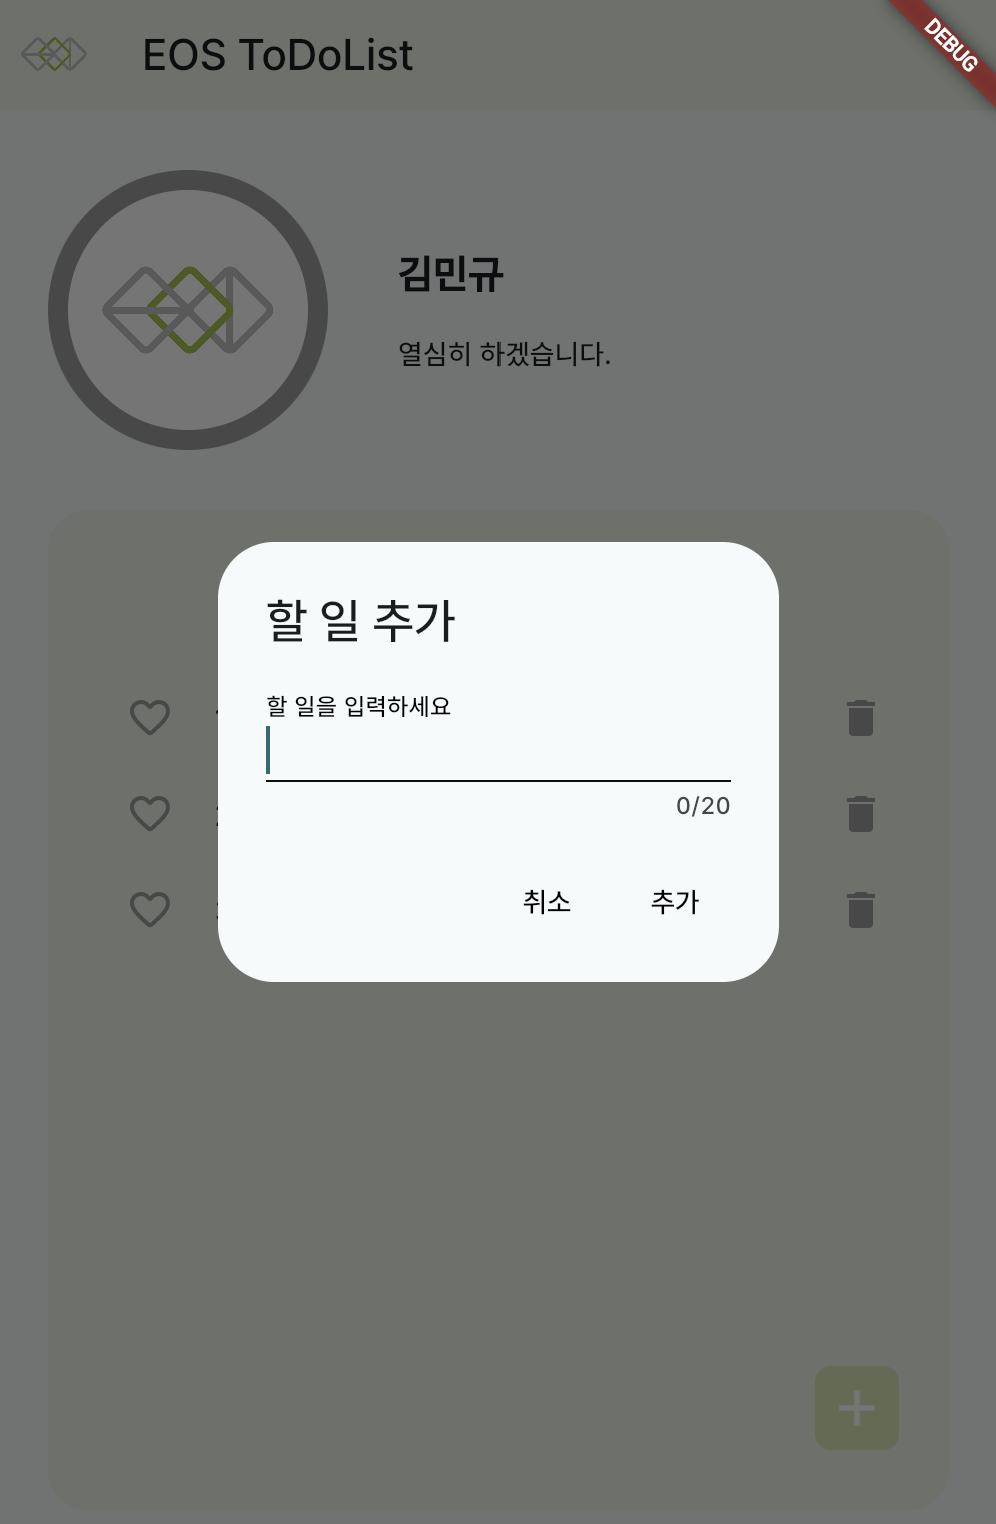 EOS ToDoList
DEBUG
김민규
열심히 하겠습니다.
할 일 추가
할 일을 입력하세요
0/20
취소
추가